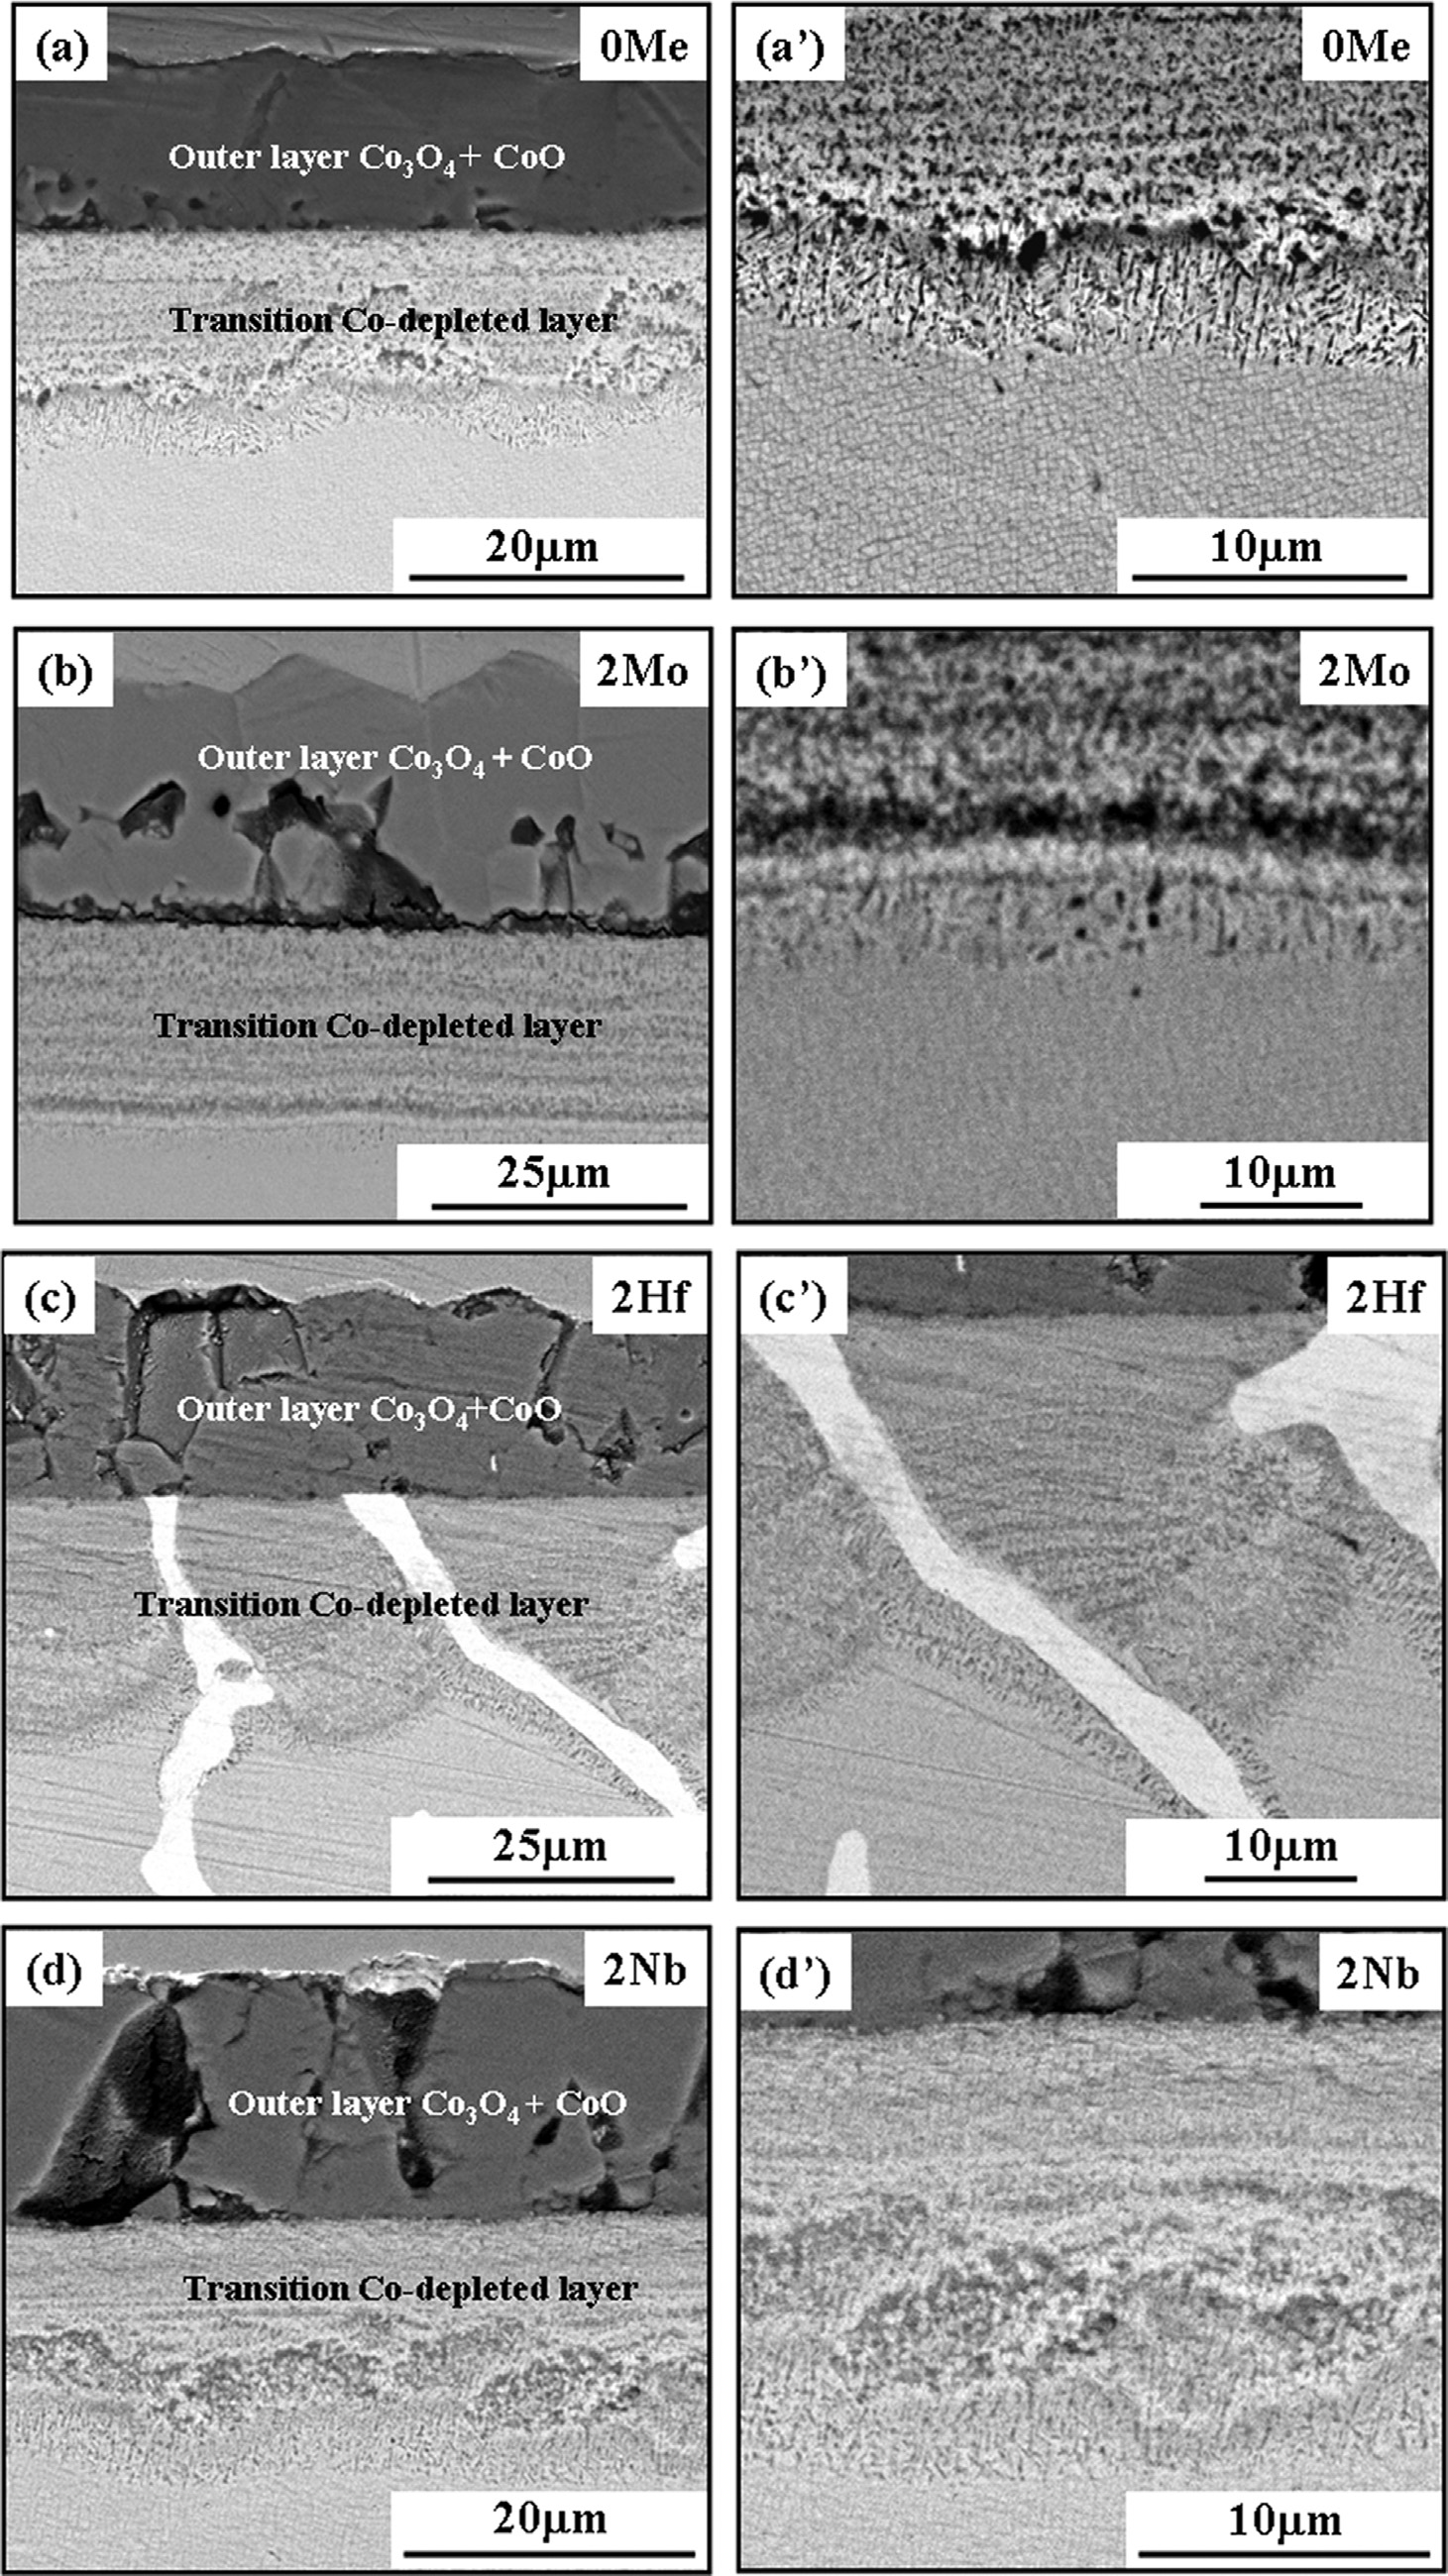 (a)
0Me
Outer layer Co₃O₄+ CoO
Transition Co-depleted layer
20μm
(a’)
0Me
10μm
(b)
2Mo
Outer layer Co₃O₄ + CoO
Transition Co-depleted layer
25μm
(b’)
2Mo
10μm
(c)
2Hf
Outer layer Co₃O₄+CoO
Transition Co-depleted layer
25μm
(c’)
2Hf
10μm
(d)
2Nb
Outer layer Co₃O₄+ CoO
Transition Co-depleted layer
20μm
(d’)
2Nb
10μm